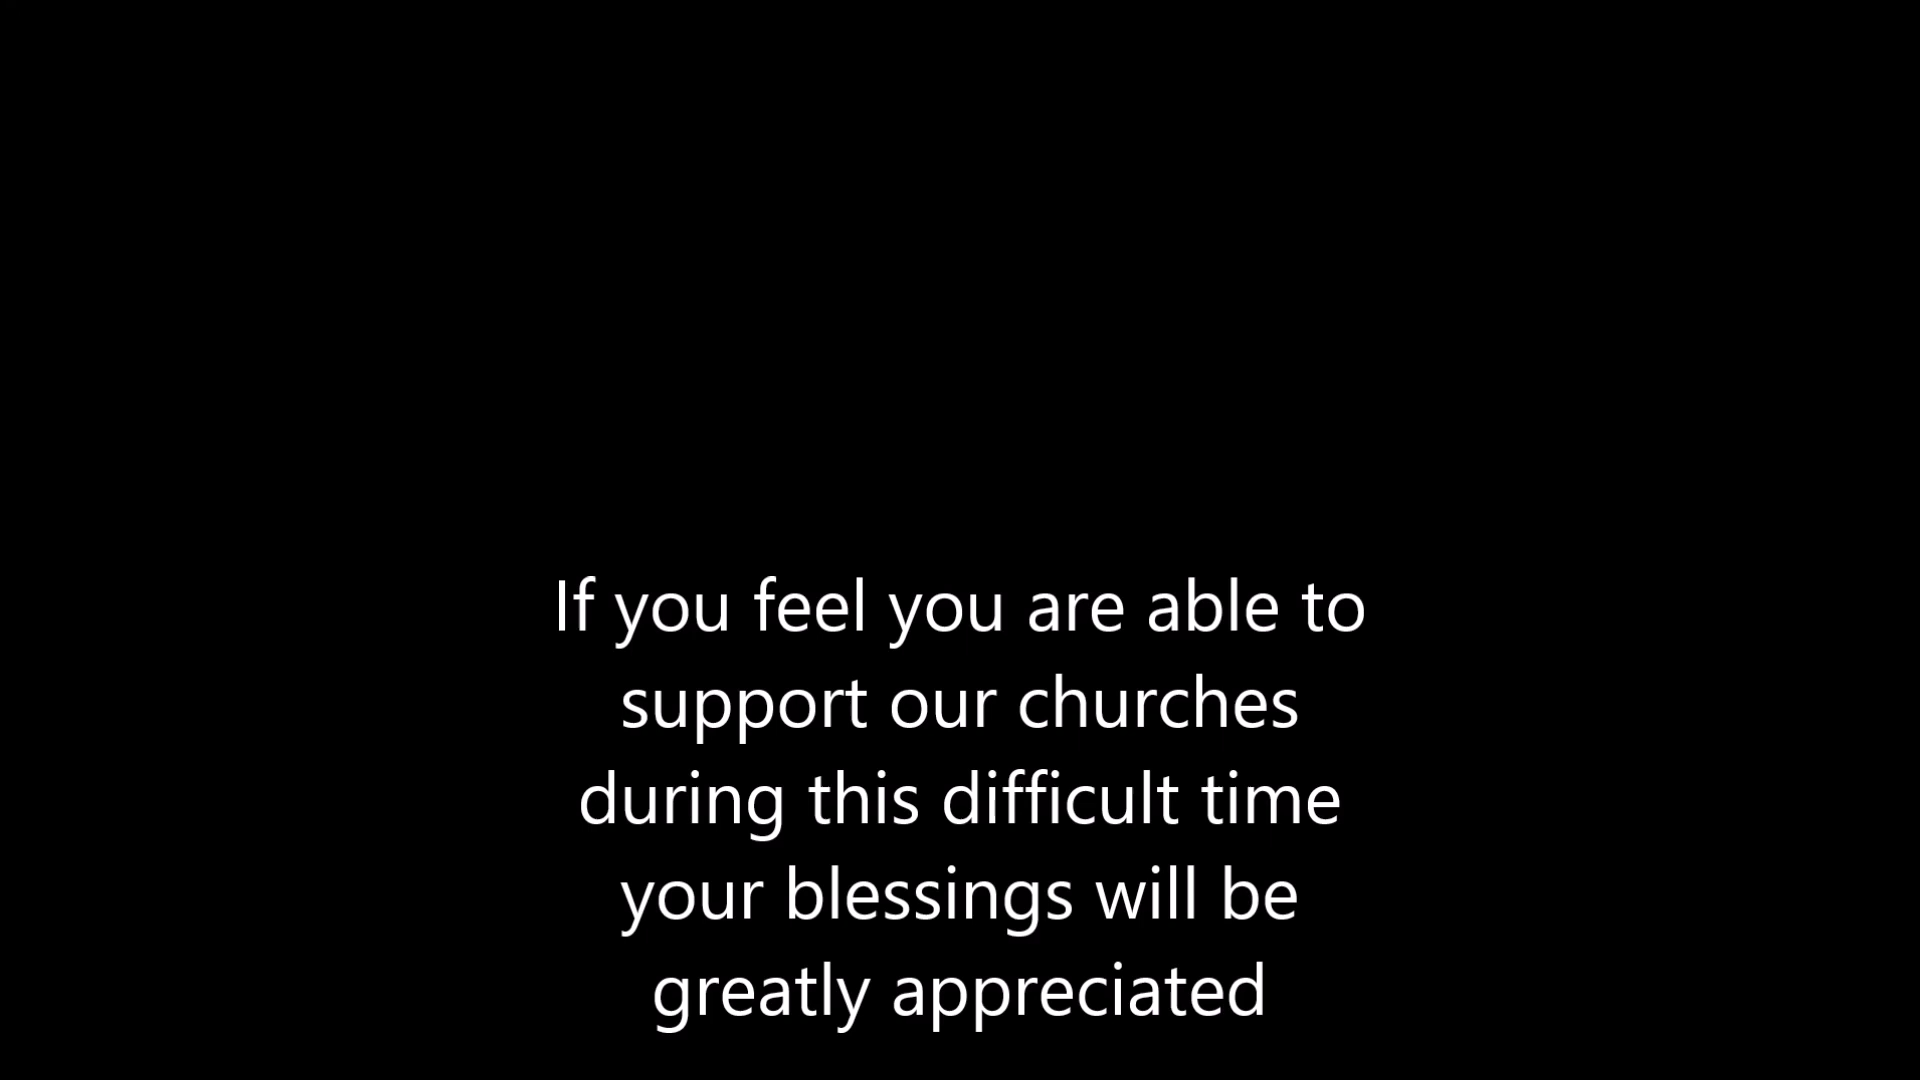 If you feel you are able to
support our churches
during this difficult time
your blessings will be
greatly appreciated